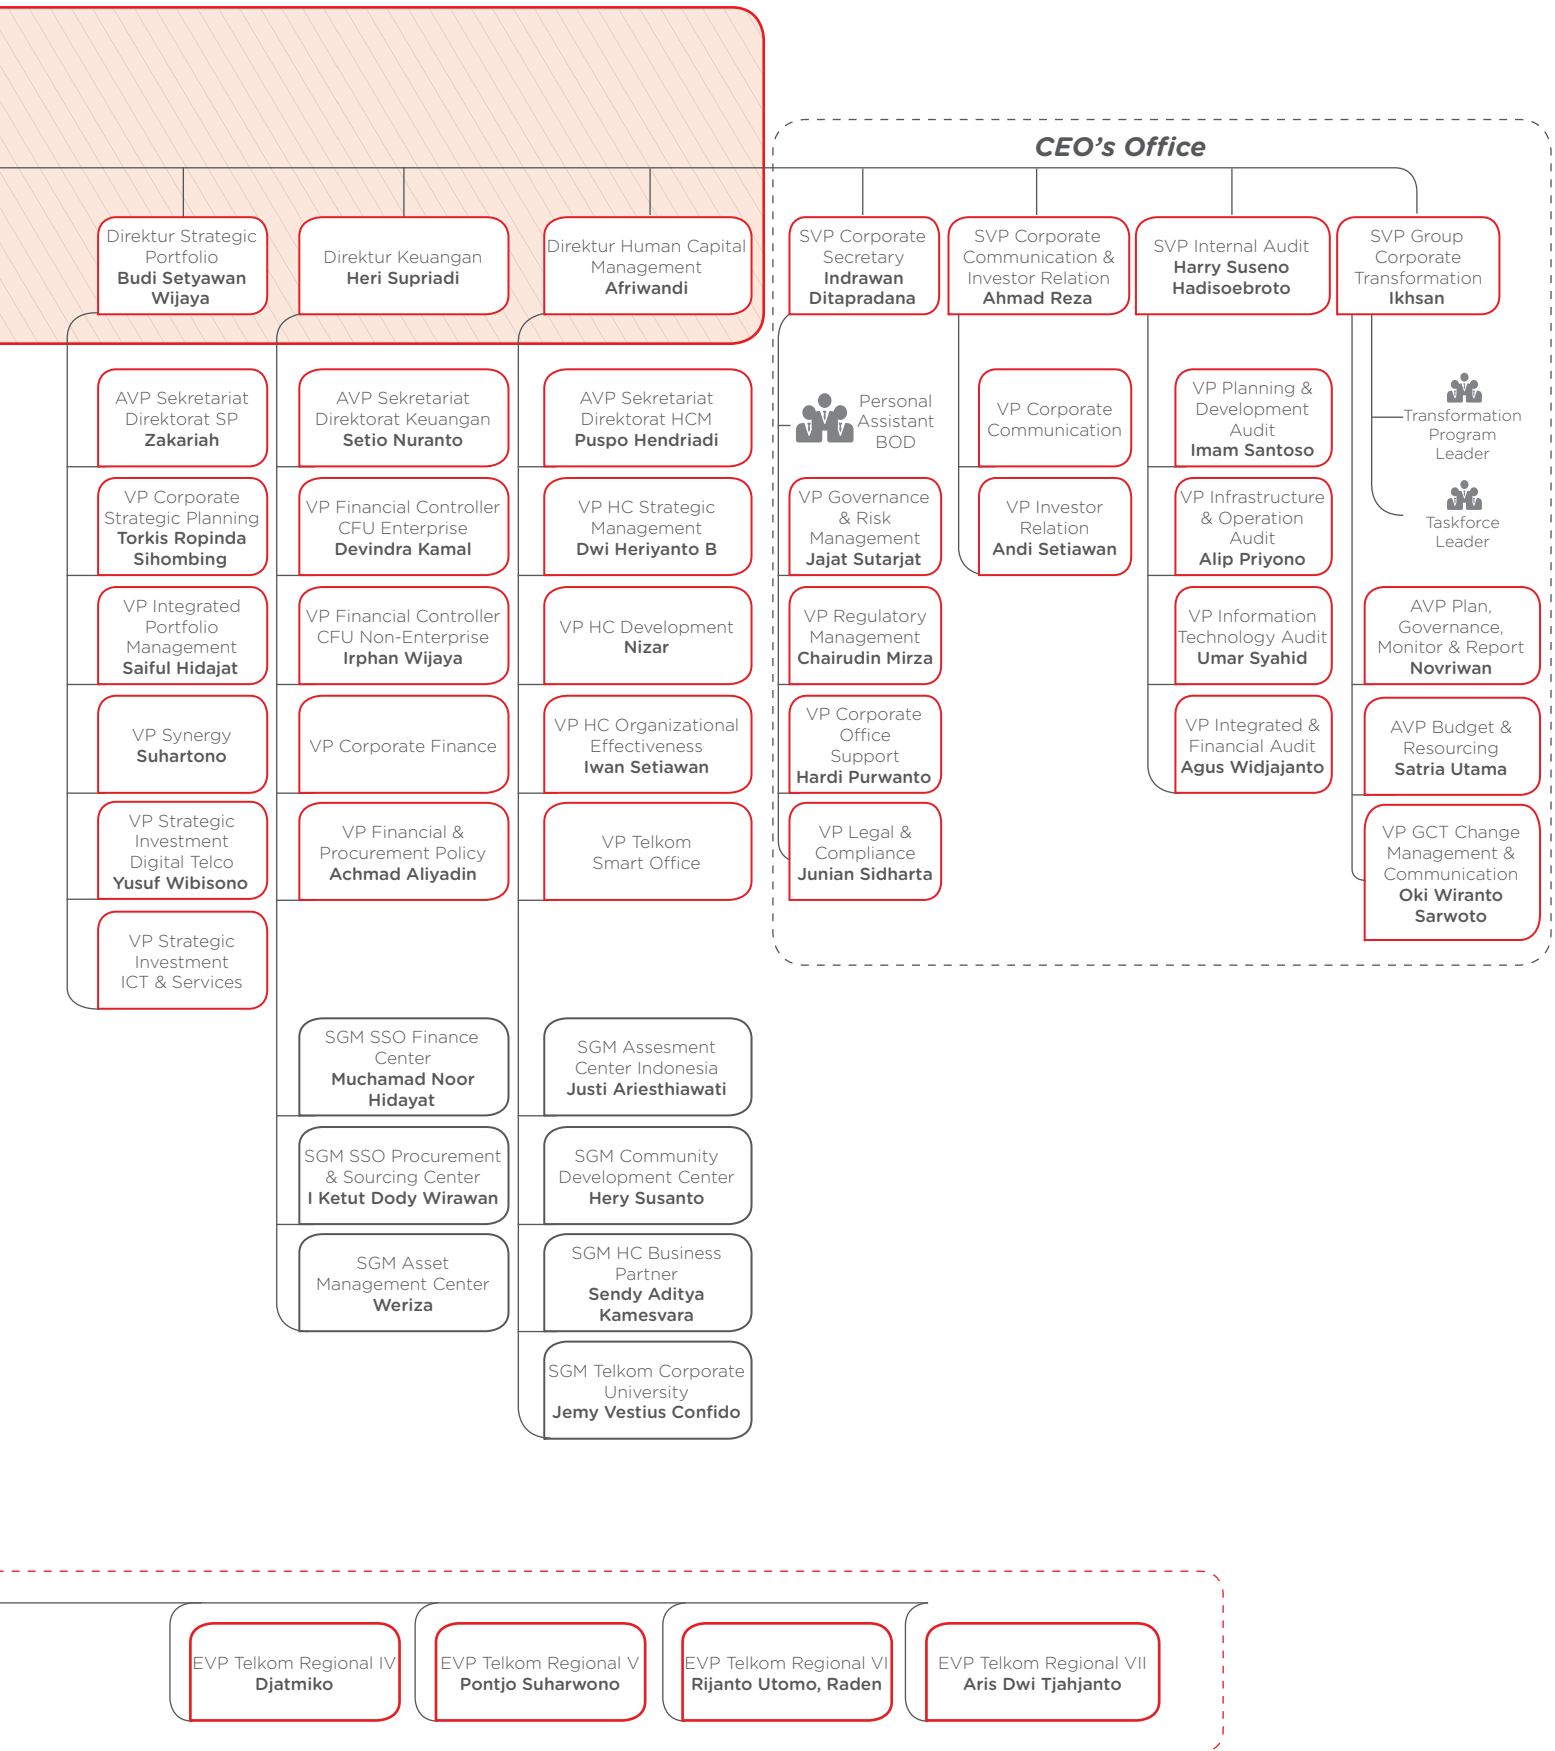 CEO's Office
Direktur Strategic
Portfolio
Budi Setyawan
Wijaya
Direktur Keuangan
Heri Supriadi
Direktur Human Capital
Management
Afriwandi
SVP Corporate
Secretary
Indrawan
Ditapradana
SVP Corporate
Communication &
Investor Relation
Ahmad Reza
SVP Internal Audit
Harry Suseno
Hadisoebroto
SVP Group
Corporate
Transformation
Ikhsan
AVP Sekretariat
Direktorat SP
Zakariah
VP Corporate
Strategic Planning
Torkis Ropinda
Sihombing
VP Integrated
Portfolio
Management
Saiful Hidajat
VP Synergy
Suhartono
VP Strategic
Investment
Digital Telco
Yusuf Wibisono
VP Strategic
Investment
ICT & Services
AVP Sekretariat
Direktorat Keuangan
Setio Nuranto
VP Financial Controller
CFU Enterprise
Devindra Kamal
VP Financial Controller
CFU Non-Enterprise
Irphan Wijaya
VP Corporate Finance
VP Financial &
Procurement Policy
Achmad Aliyadin
SGM SSO Finance
Center
Muchamad Noor
Hidayat
SGM SSO Procurement
& Sourcing Center
I Ketut Dody Wirawan
SGM Asset
Management Center
Weriza
AVP Sekretariat
Direktorat HCM
Puspo Hendriadi
VP HC Strategic
Management
Dwi Heriyanto B
VP HC Development
Nizar
VP HC Organizational
Effectiveness
Iwan Setiawan
VP Telkom
Smart Office
SGM Assesment
Center Indonesia
Justi Ariesthiawati
SGM Community
Development Center
Hery Susanto
SGM HC Business
Partner
Sendy Aditya
Kamesvara
SGM Telkom Corporate
University
Jemy Vestius Confido
Personal
Assistant
BOD
VP Governance
& Risk
Management
Jajat Sutarjat
VP Regulatory
Management
Chairudin Mirza
VP Corporate
Office
Support
Hardi Purwanto
VP Legal &
Compliance
Junian Sidharta
VP Corporate
Communication
VP Investor
Relation
Andi Setiawan
VP Planning &
Development
Audit
Imam Santoso
VP Infrastructure
& Operation
Audit
Alip Priyono
VP Information
Technology Audit
Umar Syahid
VP Integrated &
Financial Audit
Agus Widjajanto
Transformation
Program
Leader
Taskforce
Leader
AVP Plan,
Governance,
Monitor & Report
Novriwan
AVP Budget &
Resourcing
Satria Utama
VP GCT Change
Management &
Communication
Oki Wiranto
Sarwoto
EVP Telkom Regional IV
Djatmiko
EVP Telkom Regional V
Pontjo Suharwono
EVP Telkom Regional VI
Rijanto Utomo, Raden
EVP Telkom Regional VII
Aris Dwi Tjahjanto